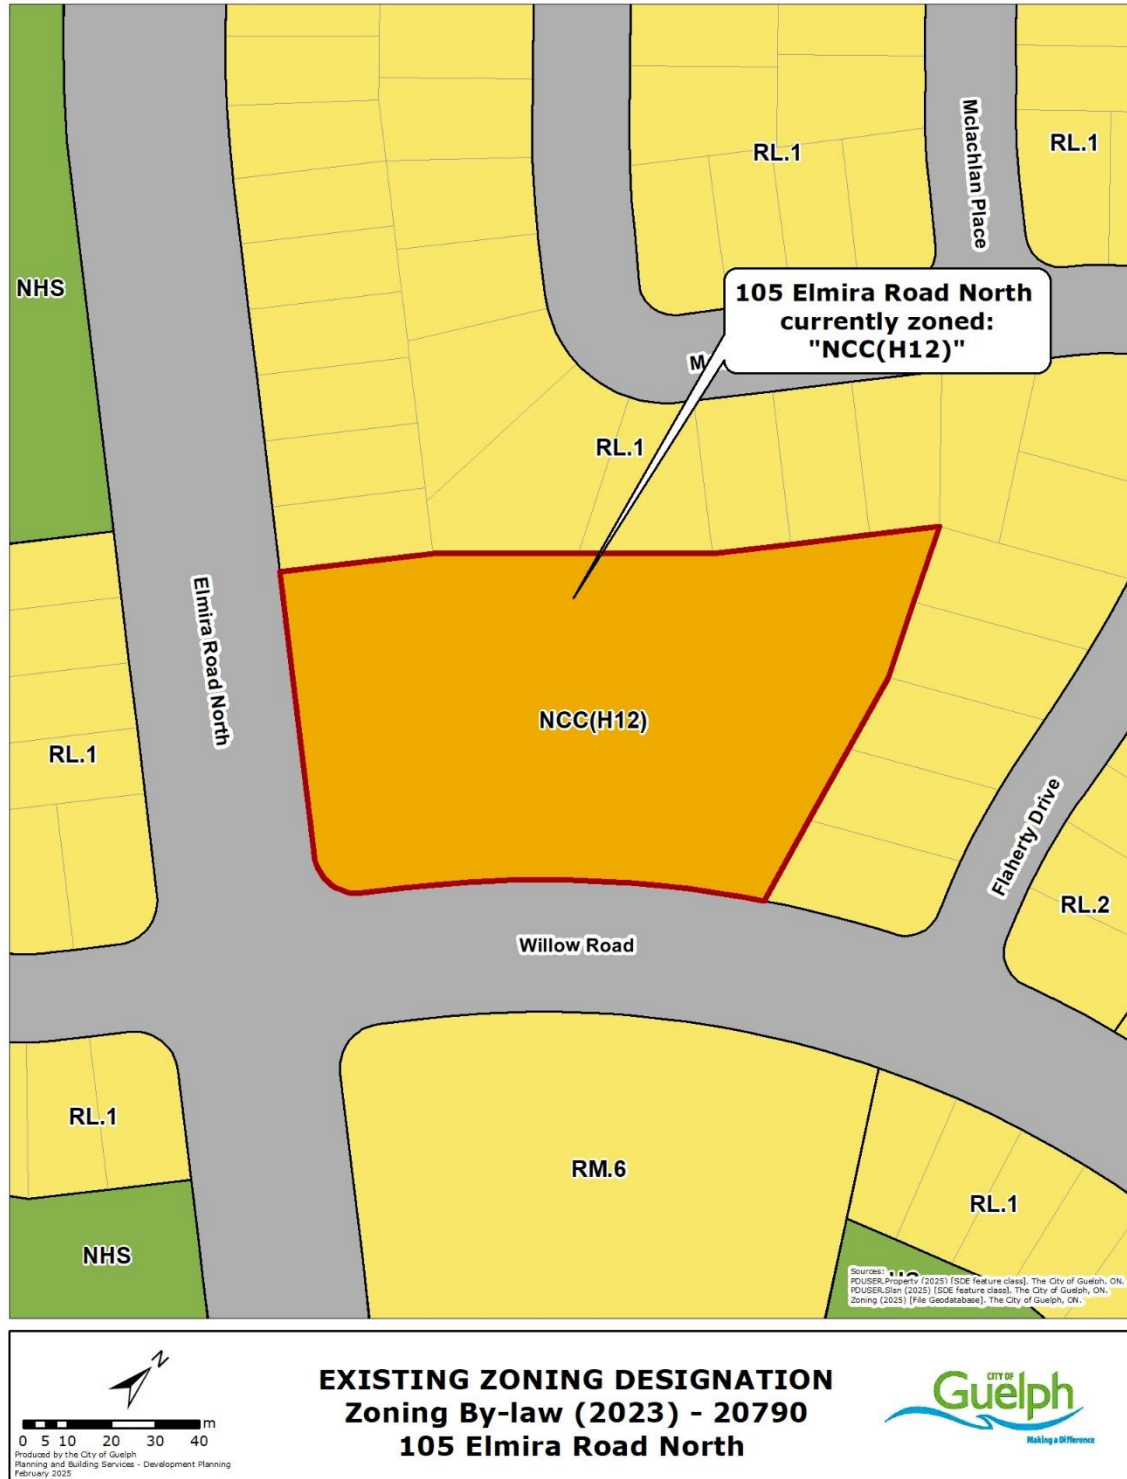 RL.1
Mclachlan Place
RL.1
NHS
105 Elmira Road North
currently zoned:
"NCC(H12)"
RL.1
Elmira Road North
NCC(H12)
RL.1
Flaherty Drive
RL.2
Willow Road
RL.1
RM.6
RL.1
NHS
Sources:
PDUSER.Property (2025) [SDE feature class]. The City of Guelph, ON.
PDUSER.Slsn (2025) [SDE feature class]. The City of Guelph, ON.
Zoning (2025) [File Geodatabase]. The City of Guelph, ON.
N
m
0 5 10 20 30 40
Produced by the City of Guelph
Planning and Building Services - Development Planning
February 2025
EXISTING ZONING DESIGNATION
Zoning By-law (2023) - 20790
105 Elmira Road North
CITY OF
Guelph
Making a Difference